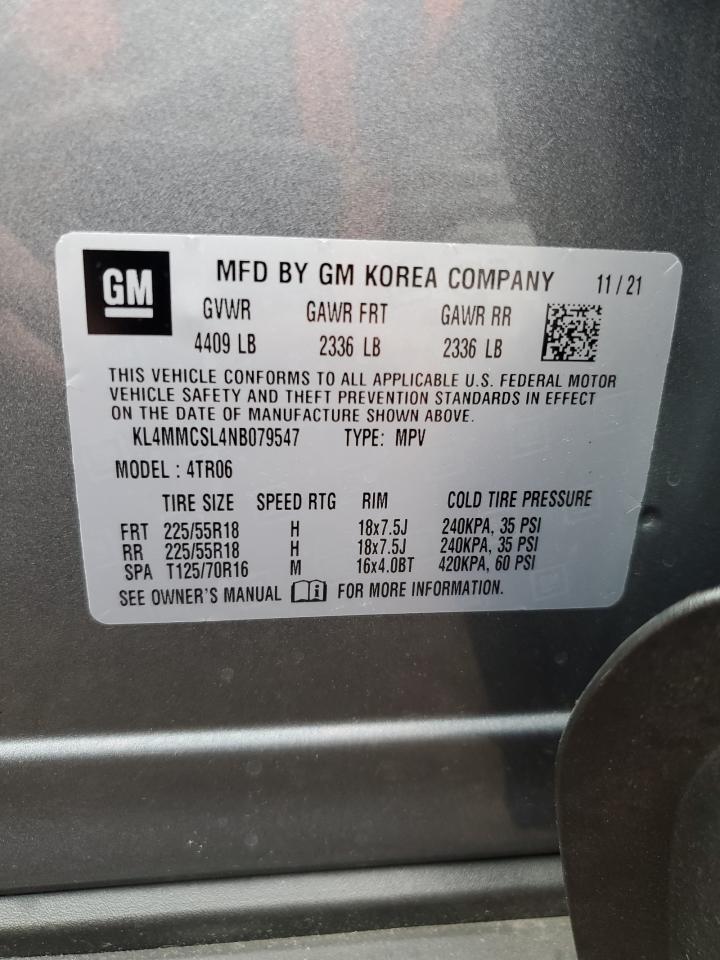 GM MFD BY GM KOREA COMPANY 11/21
GVWR GAWR FRT GAWR RR
4409 LB 2336 LB 2336 LB
THIS VEHICLE CONFORMS TO ALL APPLICABLE U.S. FEDERAL MOTOR
VEHICLE SAFETY AND THEFT PREVENTION STANDARDS IN EFFECT
ON THE DATE OF MANUFACTURE SHOWN ABOVE.
KL4MMCSL4NB079547 TYPE: MPV
MODEL : 4TR06
TIRE SIZE SPEED RTG RIM COLD TIRE PRESSURE
FRT 225/55R18 H 18x7.5J 240KPA, 35 PSI
RR 225/55R18 H 18x7.5J 240KPA, 35 PSI
SPA T125/70R16 M 16x4.0BT 420KPA, 60 PSI
SEE OWNER'S MANUAL FOR MORE INFORMATION.